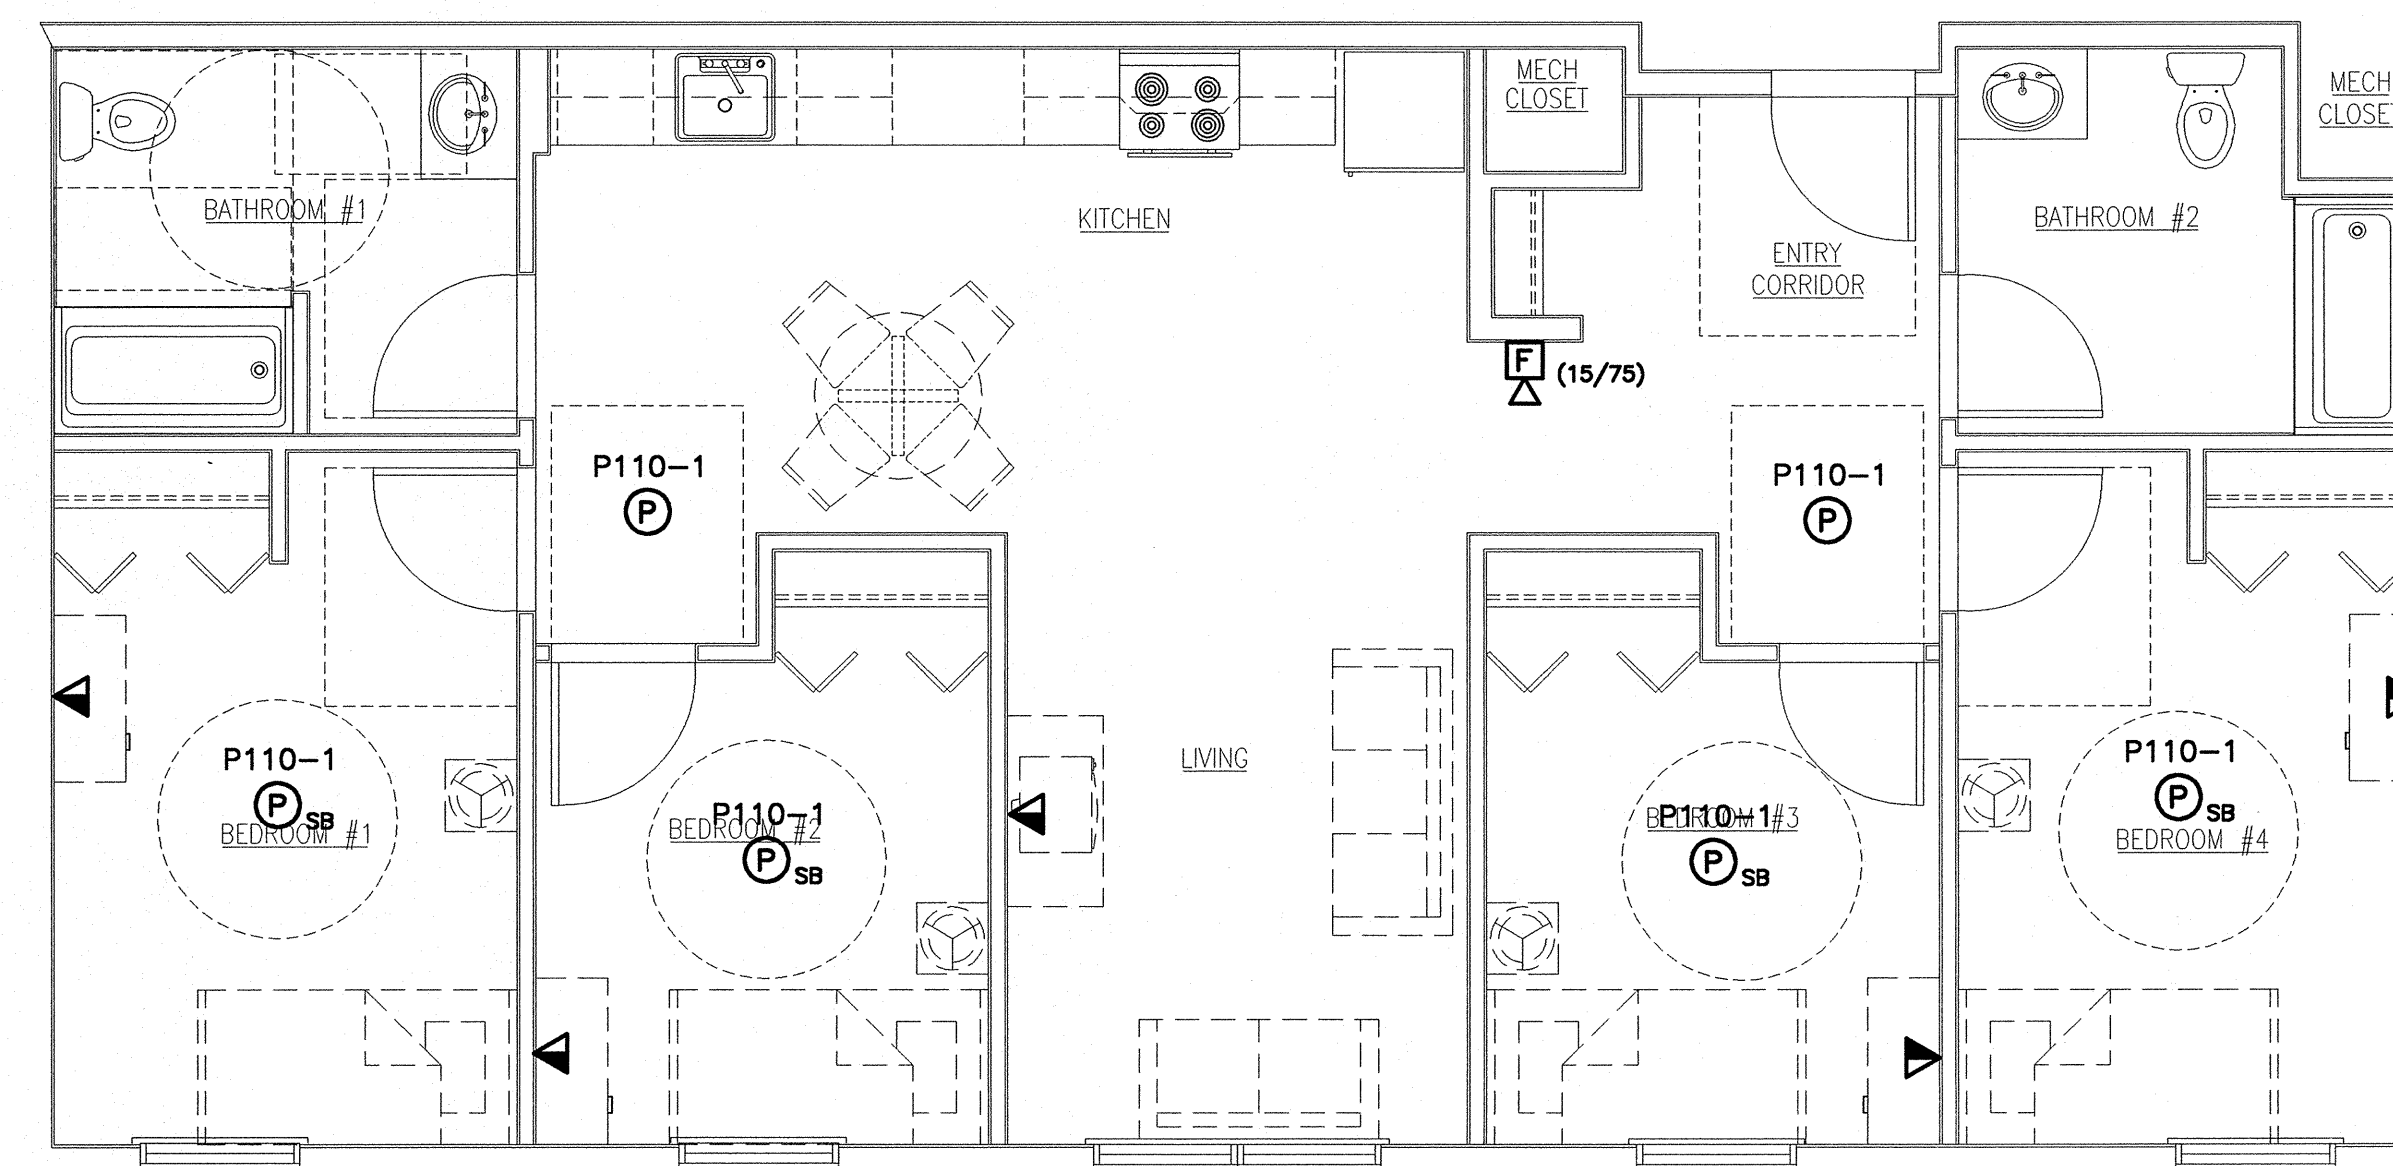 MECH
CLOSET
MECH
CLOSE
BATHROOM #1
KITCHEN
BATHROOM #2
ENTRY
CORRIDOR
F
(15/75)
P110-1
P
P110-1
P
P110-1
P
SB
BEDROOM #1
P110-1
BEDROOM #2
P
SB
LIVING
P110-1
BEDROOM #3
P
SB
P110-1
P
SB
BEDROOM #4